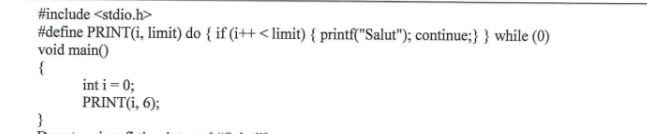 #include <stdio.h>
#define PRINT(i, limit) do { if (i++ < limit) { printf("Salut"); continue;} } while (0)
void main()
{
int i = 0;
PRINT(i, 6);
}